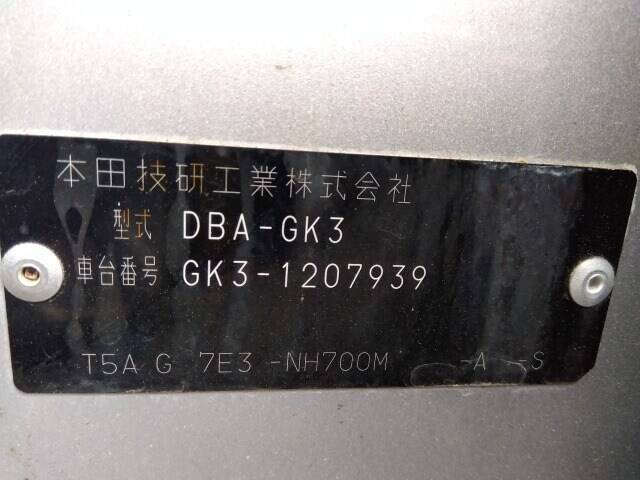 本田技研工業株式会社
型式 DBA-GK3
車台番号 GK3-1207939
T5A G 7E3 -NH700M -A -S